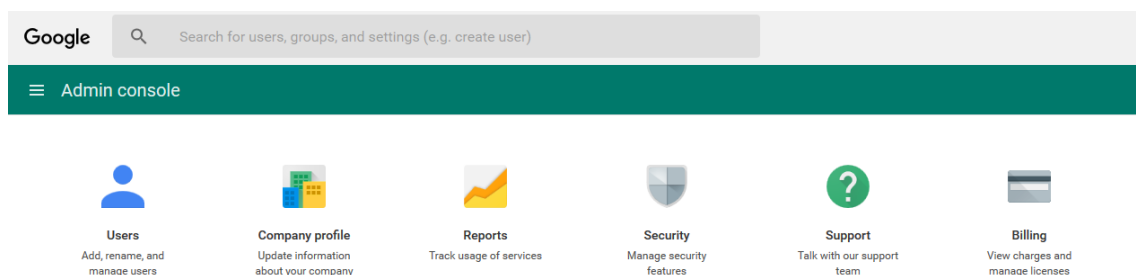 Google
Search for users, groups, and settings (e.g. create user)
Admin console
Users
Add, rename, and
manage users
Company profile
Update information
about your company
Reports
Track usage of services
Security
Manage security
features
Support
Talk with our support
team
Billing
View charges and
manage licenses